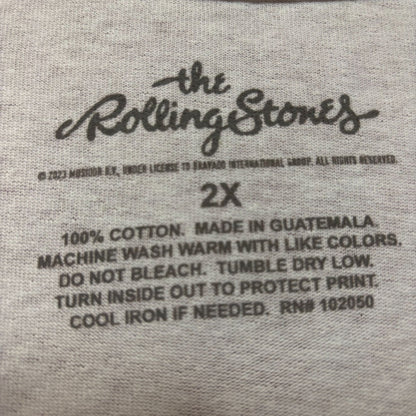 the
Rolling Stones
© 2023 MUSIDOR B.V., UNDER LICENSE TO BRAVADO INTERNATIONAL GROUP. ALL RIGHTS RESERVED.
2X
100% COTTON. MADE IN GUATEMALA.
MACHINE WASH WARM WITH LIKE COLORS.
DO NOT BLEACH. TUMBLE DRY LOW.
TURN INSIDE OUT TO PROTECT PRINT.
COOL IRON IF NEEDED. RN# 102050